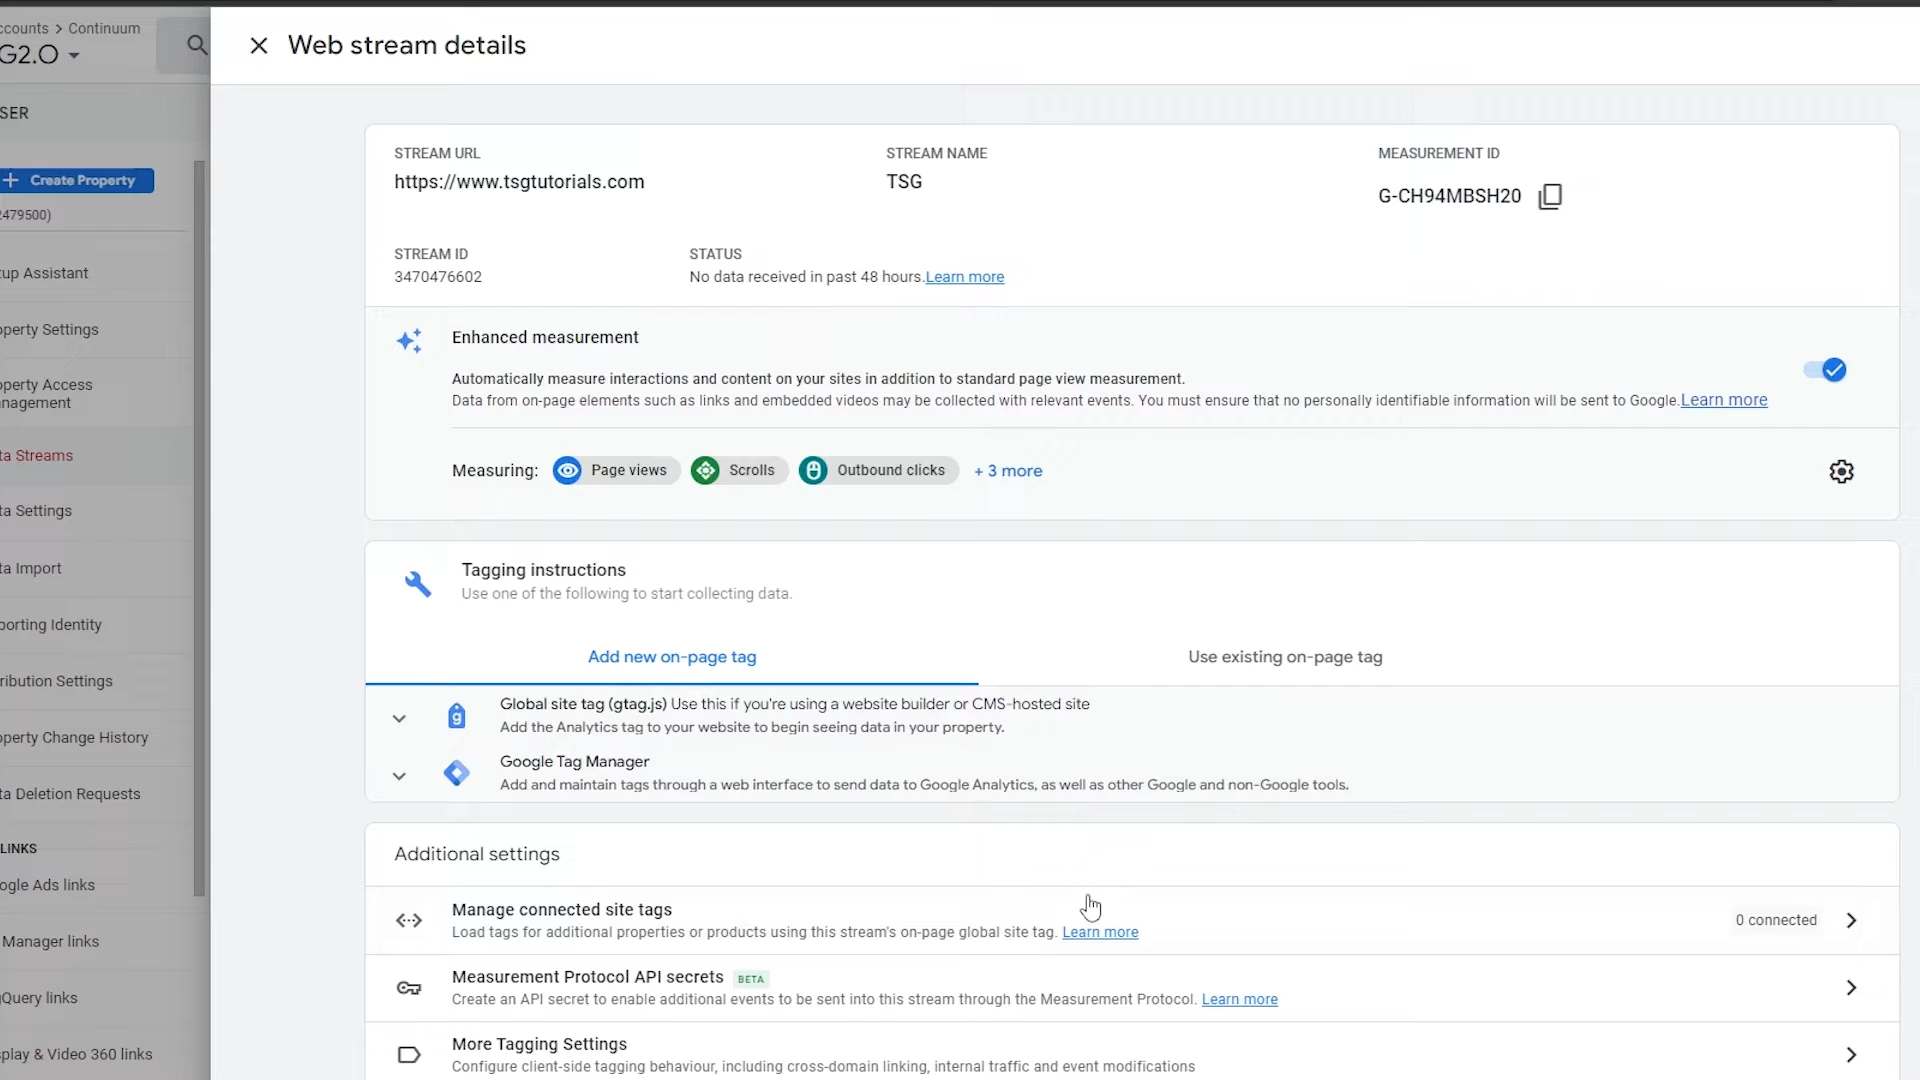 ccounts > Continuum
G2.O
SER
+ Create Property
2479500)
tup Assistant
operty Settings
operty Access
nagement
ta Streams
ta Settings
ta Import
porting Identity
ribution Settings
operty Change History
ta Deletion Requests
LINKS
ogle Ads links
Manager links
Query links
splay & Video 360 links
Web stream details
STREAM URL
https://www.tsgtutorials.com
STREAM NAME
TSG
MEASUREMENT ID
G-CH94MBSH20
STREAM ID
3470476602
STATUS
No data received in past 48 hours.Learn more
Enhanced measurement
Automatically measure interactions and content on your sites in addition to standard page view measurement.
Data from on-page elements such as links and embedded videos may be collected with relevant events. You must ensure that no personally identifiable information will be sent to Google.Learn more
Measuring: Page views Scrolls Outbound clicks + 3 more
Tagging instructions
Use one of the following to start collecting data.
Add new on-page tag
Use existing on-page tag
Global site tag (gtag.js) Use this if you're using a website builder or CMS-hosted site
Add the Analytics tag to your website to begin seeing data in your property.
Google Tag Manager
Add and maintain tags through a web interface to send data to Google Analytics, as well as other Google and non-Google tools.
Additional settings
Manage connected site tags
Load tags for additional properties or products using this stream's on-page global site tag. Learn more
0 connected
Measurement Protocol API secrets BETA
Create an API secret to enable additional events to be sent into this stream through the Measurement Protocol. Learn more
More Tagging Settings
Configure client-side tagging behaviour, including cross-domain linking, internal traffic and event modifications